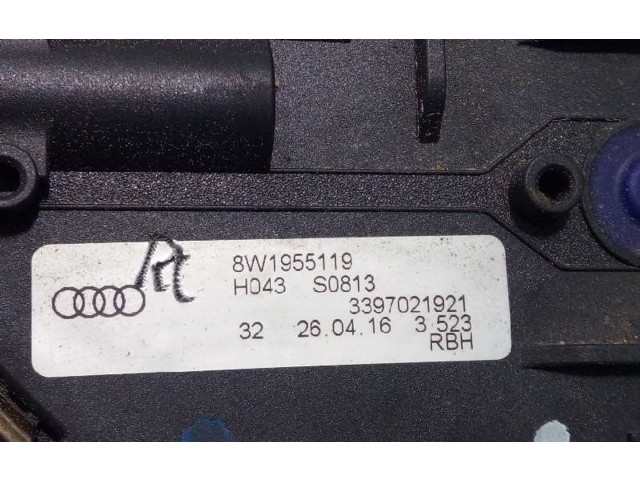 8W1955119
H043 S0813
3397021921
32 26.04.16 3 523
RBH